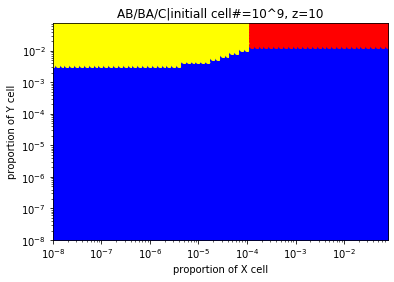 AB/BA/C|initiall cell#=10^9, z=10
proportion of Y cell
10⁻²
10⁻³
10⁻⁴
10⁻⁵
10⁻⁶
10⁻⁷
10⁻⁸
10⁻⁸ 10⁻⁷ 10⁻⁶ 10⁻⁵ 10⁻⁴ 10⁻³ 10⁻²
proportion of X cell